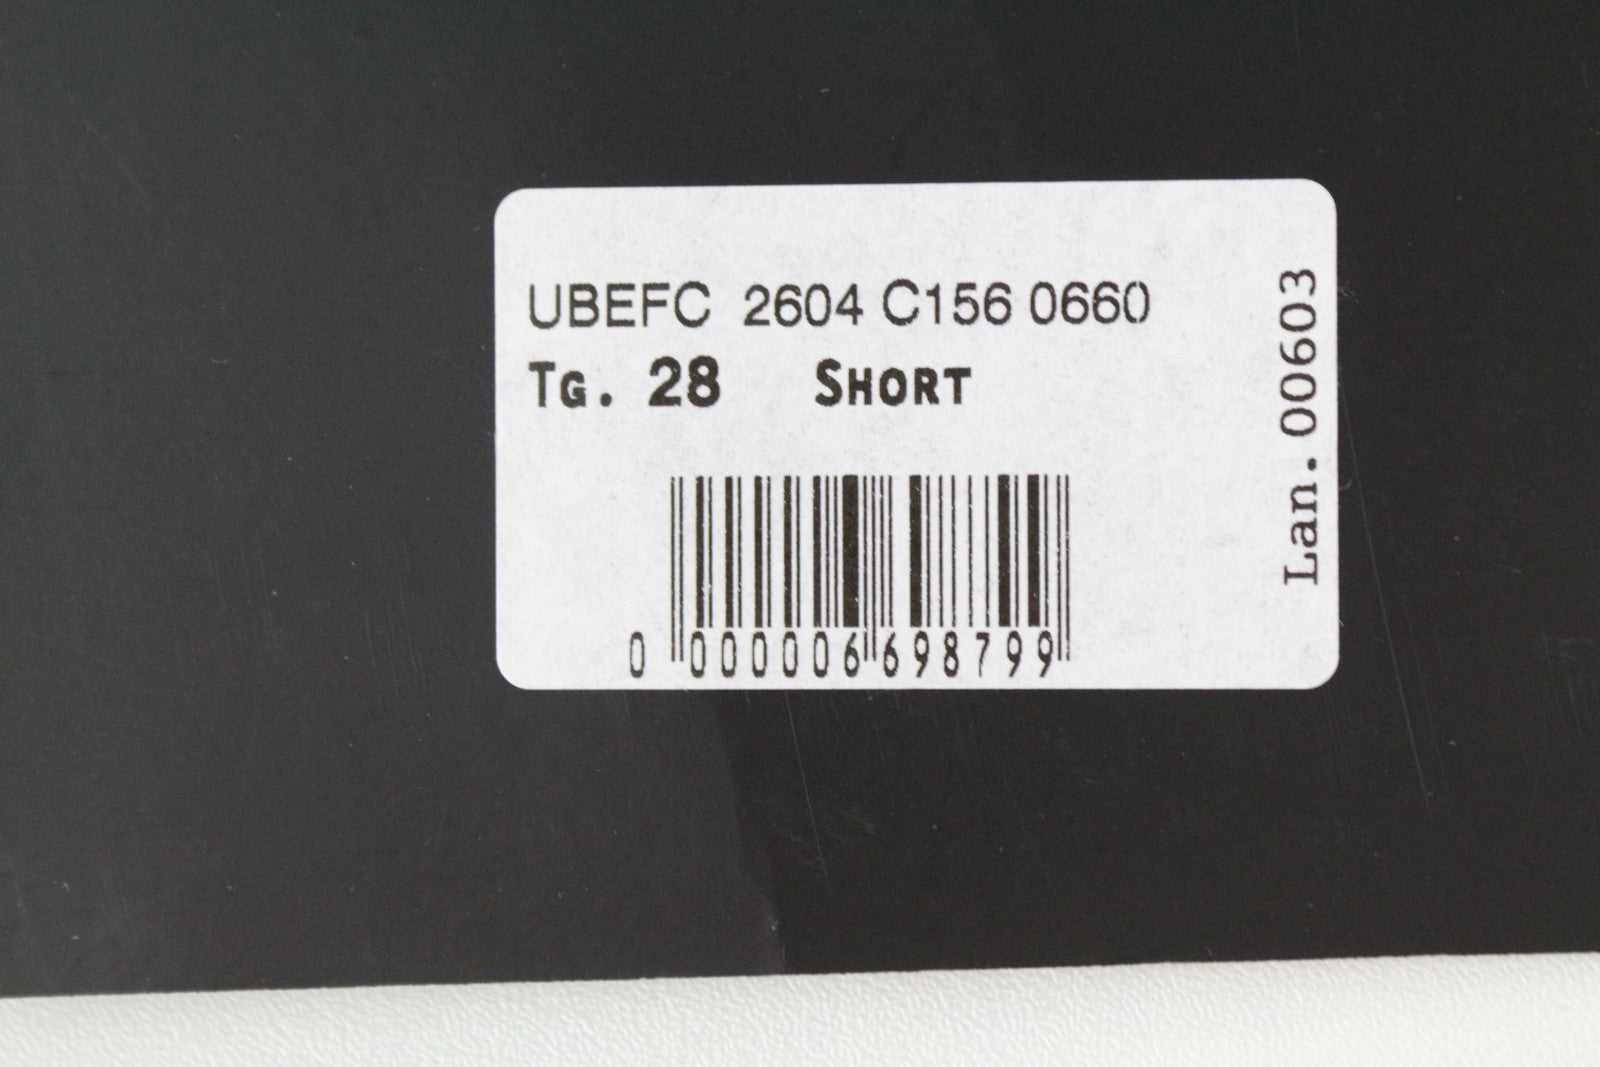 UBEFC 2604 C156 0660
Tg. 28 Short
0 000006 698799
Lan. 00603